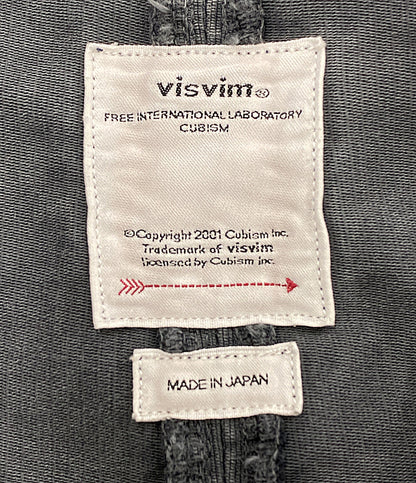 visvim®
FREE INTERNATIONAL LABORATORY
CUBISM
©Copyright 2001 Cubism Inc.
Trademark of visvim
licensed by Cubism inc.
MADE IN JAPAN